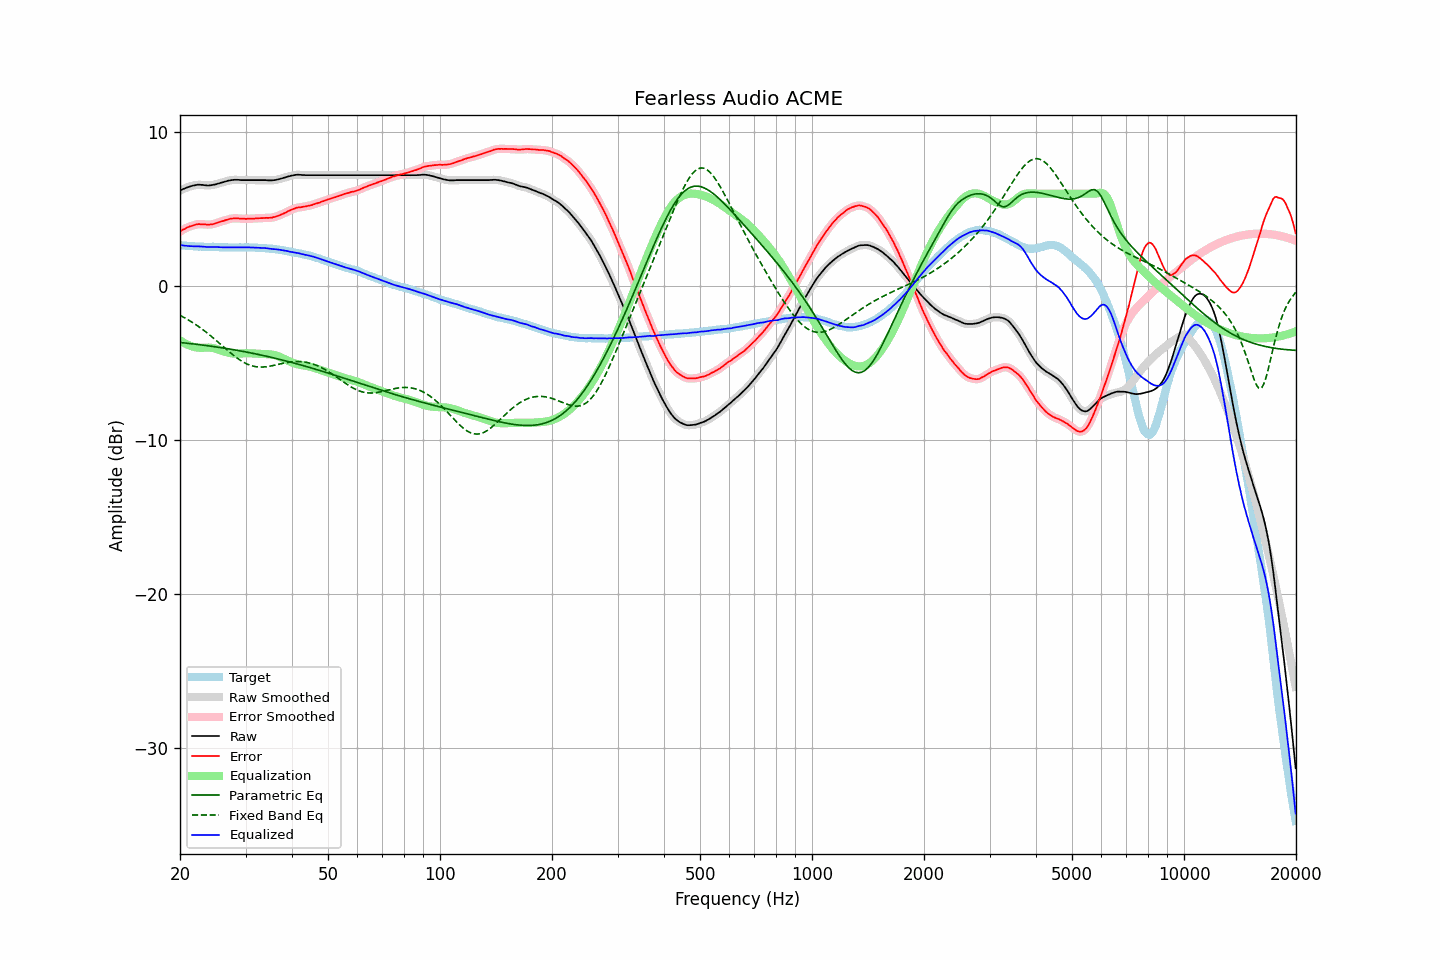 Fearless Audio ACME
Amplitude (dBr)
10
0
−10
−20
−30
Target
Raw Smoothed
Error Smoothed
Raw
Error
Equalization
Parametric Eq
Fixed Band Eq
Equalized
20 50 100 200 500 1000 2000 5000 10000 20000
Frequency (Hz)